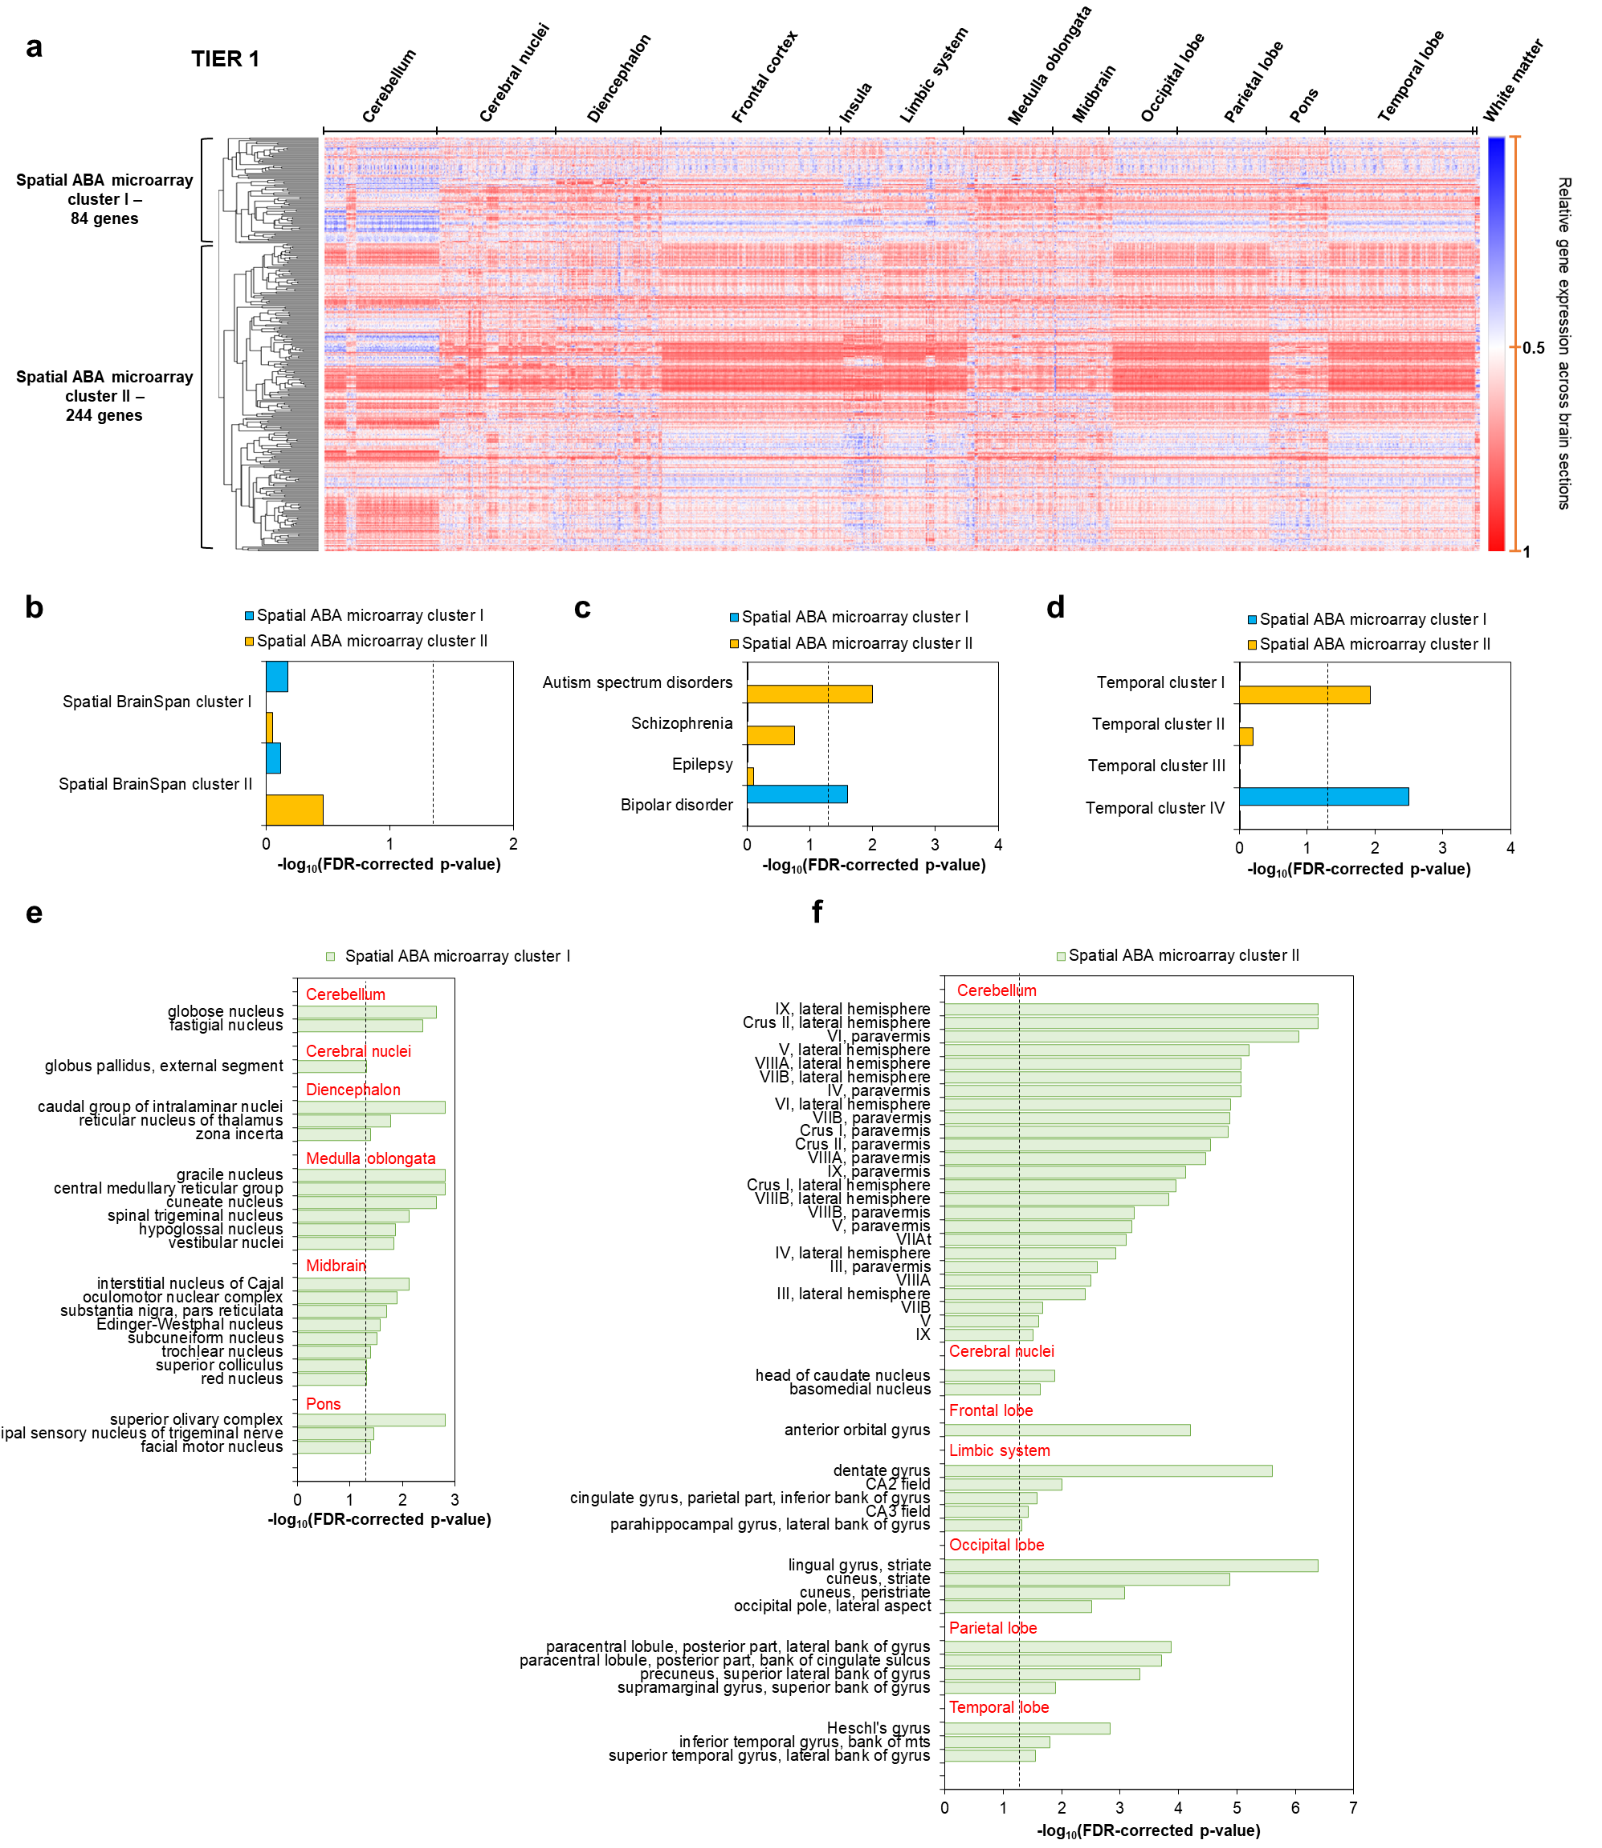 a
TIER 1
Cerebellum
Cerebral nuclei
Diencephalon
Frontal cortex
Insula
Limbic system
Medulla oblongata
Midbrain
Occipital lobe
Parietal lobe
Pons
Temporal lobe
White matter
Spatial ABA microarray
cluster I –
84 genes
Spatial ABA microarray
cluster II –
244 genes
0.5
1
Relative gene expression across brain sections
b
Spatial ABA microarray cluster I
Spatial ABA microarray cluster II
Spatial BrainSpan cluster I
Spatial BrainSpan cluster II
0 1 2
-log10(FDR-corrected p-value)
c
Spatial ABA microarray cluster I
Spatial ABA microarray cluster II
Autism spectrum disorders
Schizophrenia
Epilepsy
Bipolar disorder
0 1 2 3 4
-log10(FDR-corrected p-value)
d
Spatial ABA microarray cluster I
Spatial ABA microarray cluster II
Temporal cluster I
Temporal cluster II
Temporal cluster III
Temporal cluster IV
0 1 2 3 4
-log10(FDR-corrected p-value)
e
Spatial ABA microarray cluster I
Cerebellum
globose nucleus
fastigial nucleus
Cerebral nuclei
globus pallidus, external segment
Diencephalon
caudal group of intralaminar nuclei
reticular nucleus of thalamus
zona incerta
Medulla oblongata
gracile nucleus
central medullary reticular group
cuneate nucleus
spinal trigeminal nucleus
hypoglossal nucleus
vestibular nuclei
Midbrain
interstitial nucleus of Cajal
oculomotor nuclear complex
substantia nigra, pars reticulata
Edinger-Westphal nucleus
subcuneiform nucleus
trochlear nucleus
superior colliculus
red nucleus
Pons
superior olivary complex
ipal sensory nucleus of trigeminal nerve
facial motor nucleus
0 1 2 3
-log10(FDR-corrected p-value)
f
Spatial ABA microarray cluster II
Cerebellum
IX, lateral hemisphere
Crus II, lateral hemisphere
VI, paravermis
V, lateral hemisphere
VIIIA, lateral hemisphere
VIIB, lateral hemisphere
IV, paravermis
VI, lateral hemisphere
VIIB, paravermis
Crus I, paravermis
Crus II, paravermis
VIIIA, paravermis
IX, paravermis
Crus I, lateral hemisphere
VIIIB, lateral hemisphere
VIIIB, paravermis
V, paravermis
VIIAt
IV, lateral hemisphere
III, paravermis
VIIIA
III, lateral hemisphere
VIIB
V
IX
Cerebral nuclei
head of caudate nucleus
basomedial nucleus
Frontal lobe
anterior orbital gyrus
Limbic system
dentate gyrus
CA2 field
cingulate gyrus, parietal part, inferior bank of gyrus
CA3 field
parahippocampal gyrus, lateral bank of gyrus
Occipital lobe
lingual gyrus, striate
cuneus, striate
cuneus, peristriate
occipital pole, lateral aspect
Parietal lobe
paracentral lobule, posterior part, lateral bank of gyrus
paracentral lobule, posterior part, bank of cingulate sulcus
precuneus, superior lateral bank of gyrus
supramarginal gyrus, superior bank of gyrus
Temporal lobe
Heschl's gyrus
inferior temporal gyrus, bank of mts
superior temporal gyrus, lateral bank of gyrus
0 1 2 3 4 5 6 7
-log10(FDR-corrected p-value)